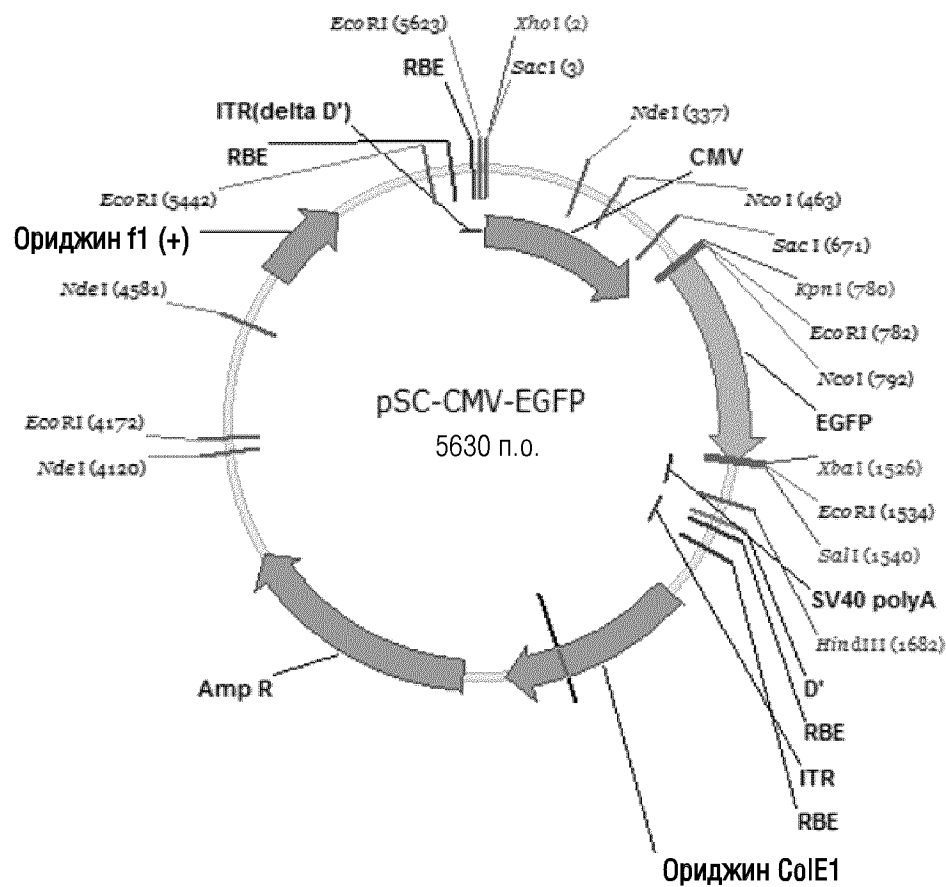 EcoRI (5623)
XhoI (2)
RBE
SacI (3)
ITR(delta D')
NdeI (337)
RBE
CMV
EcoRI (5442)
NcoI (463)
Ориджин f1 (+)
SacI (671)
NdeI (4581)
KpnI (780)
EcoRI (782)
NcoI (792)
pSC-CMV-EGFP
5630 п.о.
EGFP
EcoRI (4172)
NdeI (4120)
XbaI (1526)
EcoRI (1534)
SalI (1540)
SV40 polyA
HindIII (1682)
Amp R
D'
RBE
ITR
RBE
Ориджин ColE1